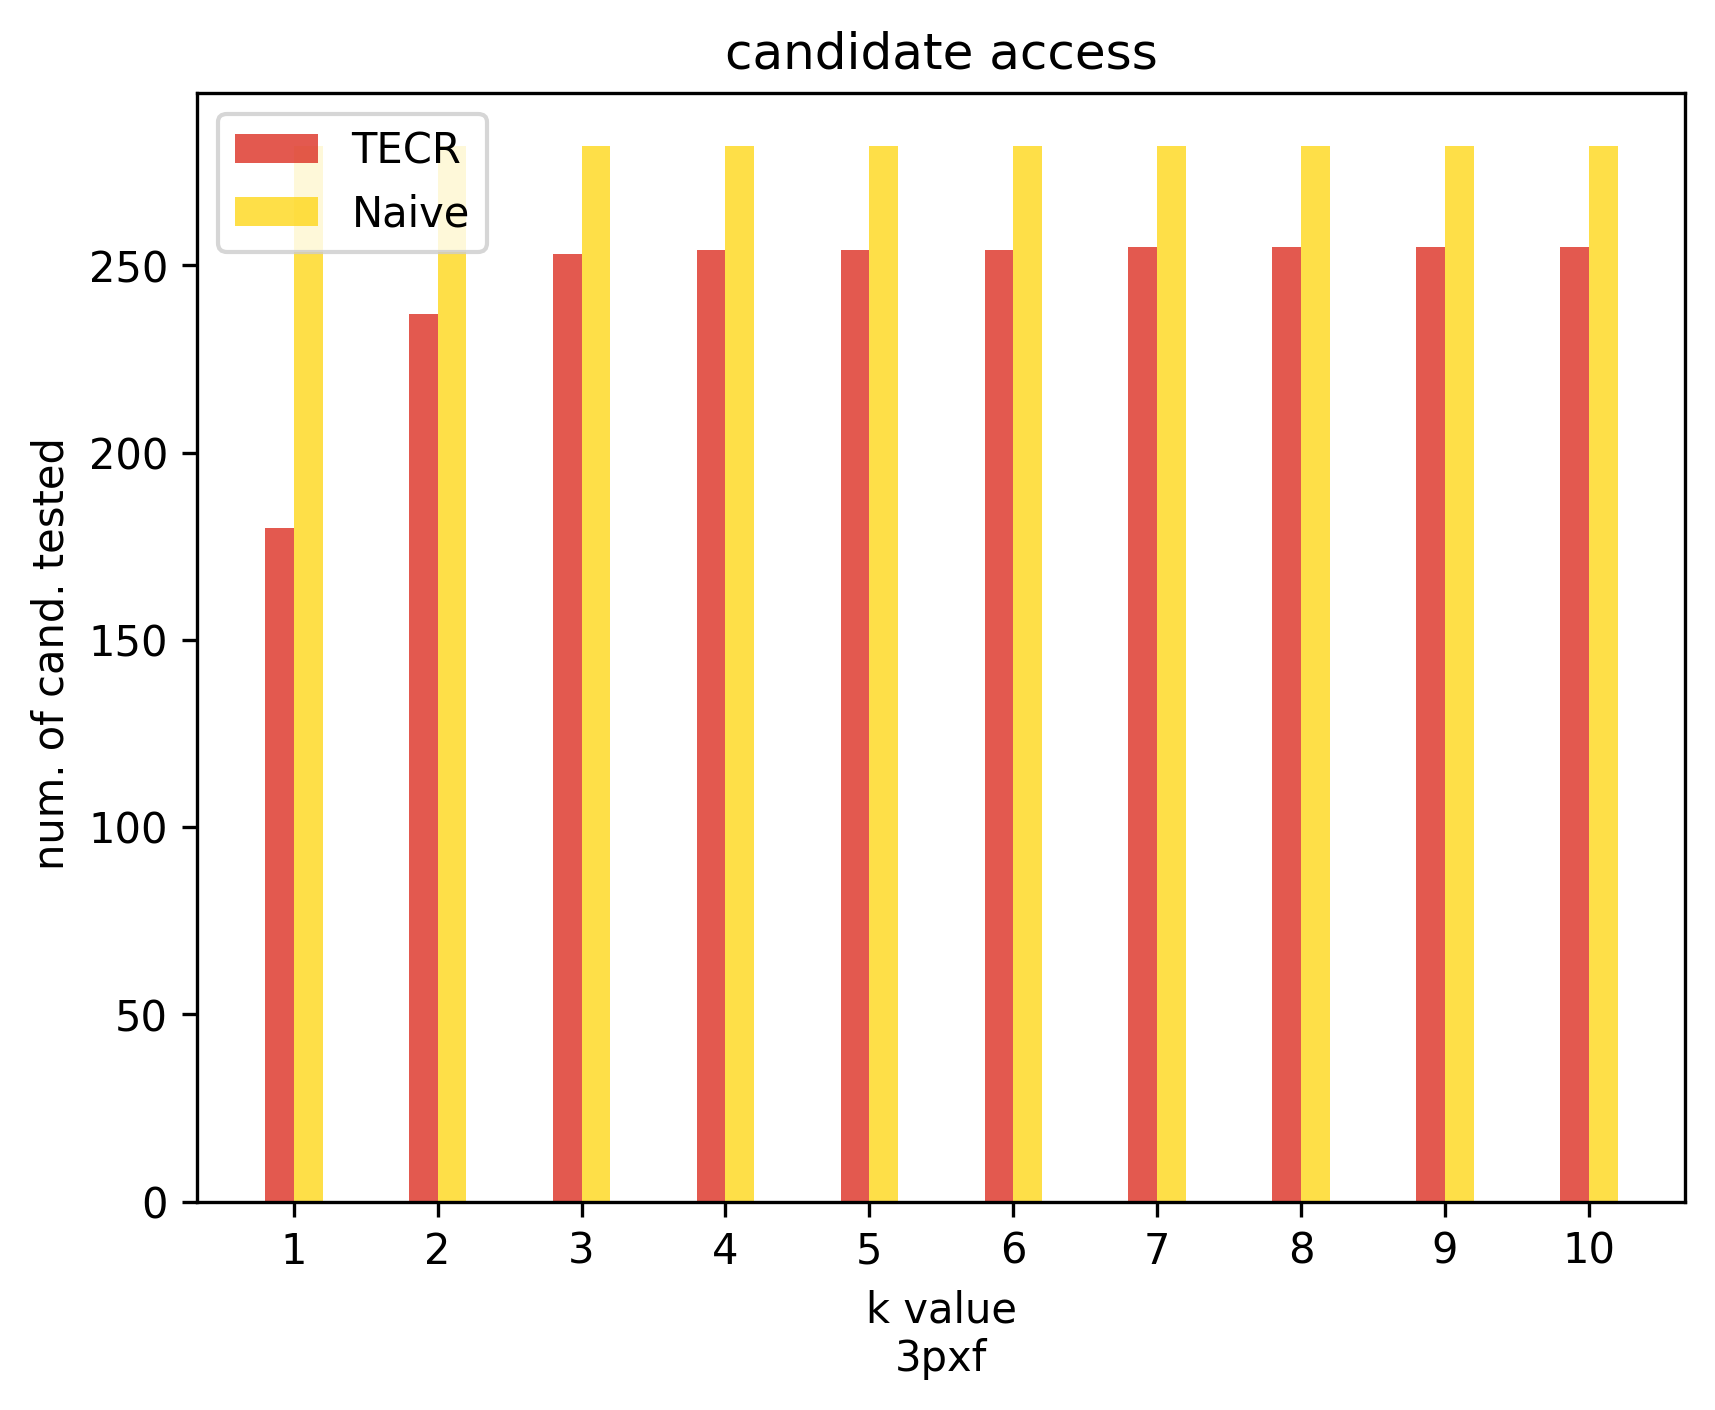 candidate access
TECR
Naive
num. of cand. tested
250
200
150
100
50
0
1 2 3 4 5 6 7 8 9 10
k value
3pxf